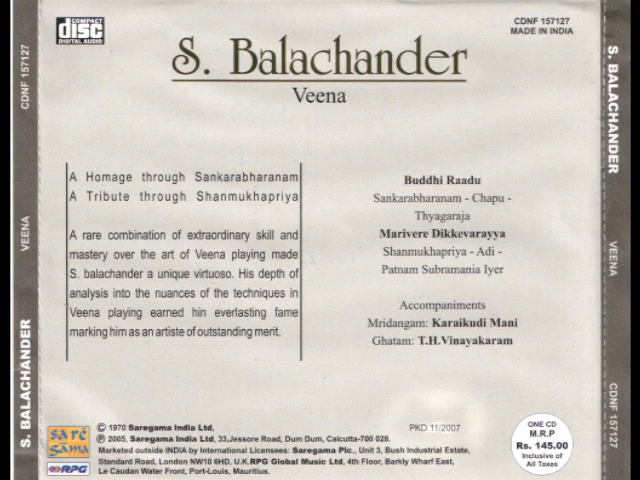 COMPACT
disc
DIGITAL AUDIO
CDNF 157127
MADE IN INDIA
S. Balachander
Veena
A Homage through Sankarabharanam
A Tribute through Shanmukhapriya
A rare combination of extraordinary skill and
mastery over the art of Veena playing made
S. balachander a unique virtuoso. His depth of
analysis into the nuances of the techniques in
Veena playing earned hin everlasting fame
marking him as an artiste of outstanding merit.
Buddhi Raadu
Sankarabharanam - Chapu -
Thyagaraja
Marivere Dikkevarayya
Shanmukhapriya - Adi -
Patnam Subramania Iyer
Accompaniments
Mridangam: Karaikudi Mani
Ghatam: T.H.Vinayakaram
sa re
gama
RPG
© 1970 Saregama India Ltd,
℗ 2005, Saregama India Ltd, 33,Jessore Road, Dum Dum, Calcutta-700 028.
Marketed outside INDIA by International Licensees: Saregama Plc., Unit 3, Bush Industrial Estate,
Standard Road, London NW10 6HD, U.K.RPG Global Music Ltd, 4th Floor, Barkly Wharf East,
Le Caudan Water Front, Port-Louis, Mauritius.
PKD 11/2007
ONE CD
M.R.P
Rs. 145.00
Inclusive of
All Taxes
S. BALACHANDER VEENA CDNF 157127
S. BALACHANDER VEENA CDNF 157127